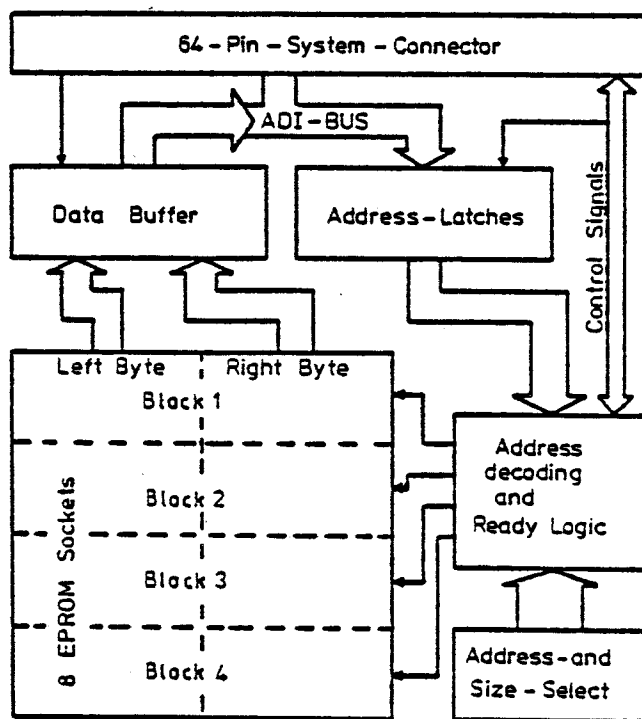 64-Pin-System-Connector
ADI-BUS
Data Buffer
Address-Latches
Control Signals
Left Byte
Right Byte
Block 1
Block 2
Block 3
Block 4
8 EPROM Sockets
Address
decoding
and
Ready Logic
Address-and
Size-Select